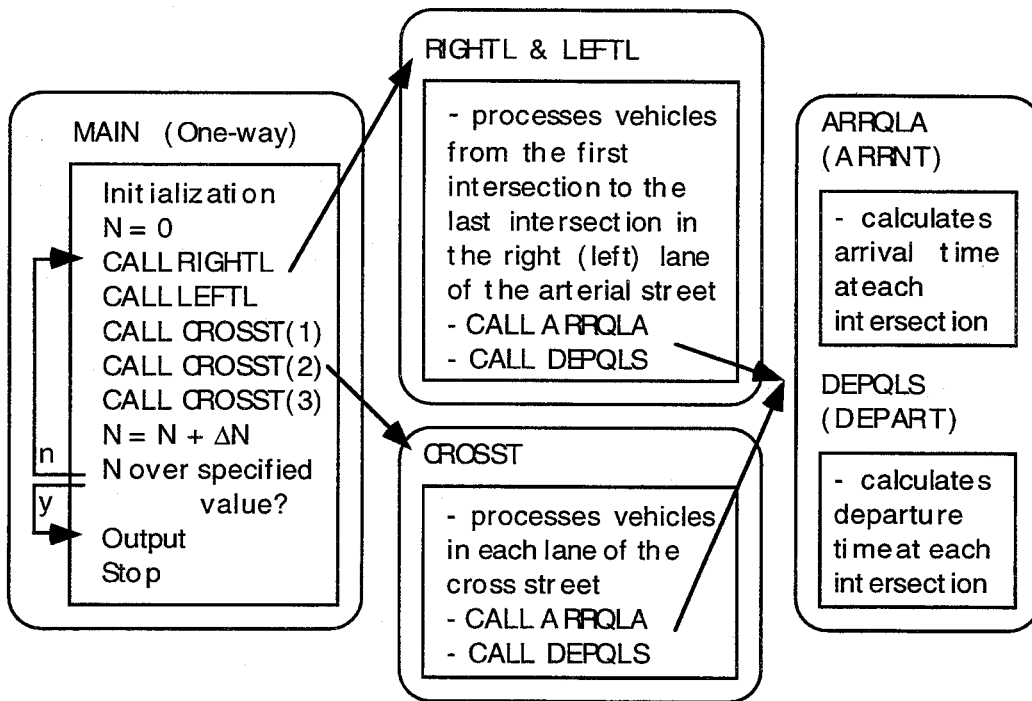 MAIN (One-way)
Initialization
N = 0
CALL RIGHTL
CALL LEFTL
CALL CROSST(1)
CALL CROSST(2)
CALL CROSST(3)
N = N + ΔN
N over specified
value?
Output
Stop
n
y
RIGHTL & LEFTL
- processes vehicles
from the first
intersection to the
last intersection in
the right (left) lane
of the arterial street
- CALL ARRQLA
- CALL DEPQLS
CROSST
- processes vehicles
in each lane of the
cross street
- CALL ARRQLA
- CALL DEPQLS
ARRQLA
(ARRNT)
- calculates
arrival time
at each
intersection
DEPQLS
(DEPART)
- calculates
departure
time at each
intersection